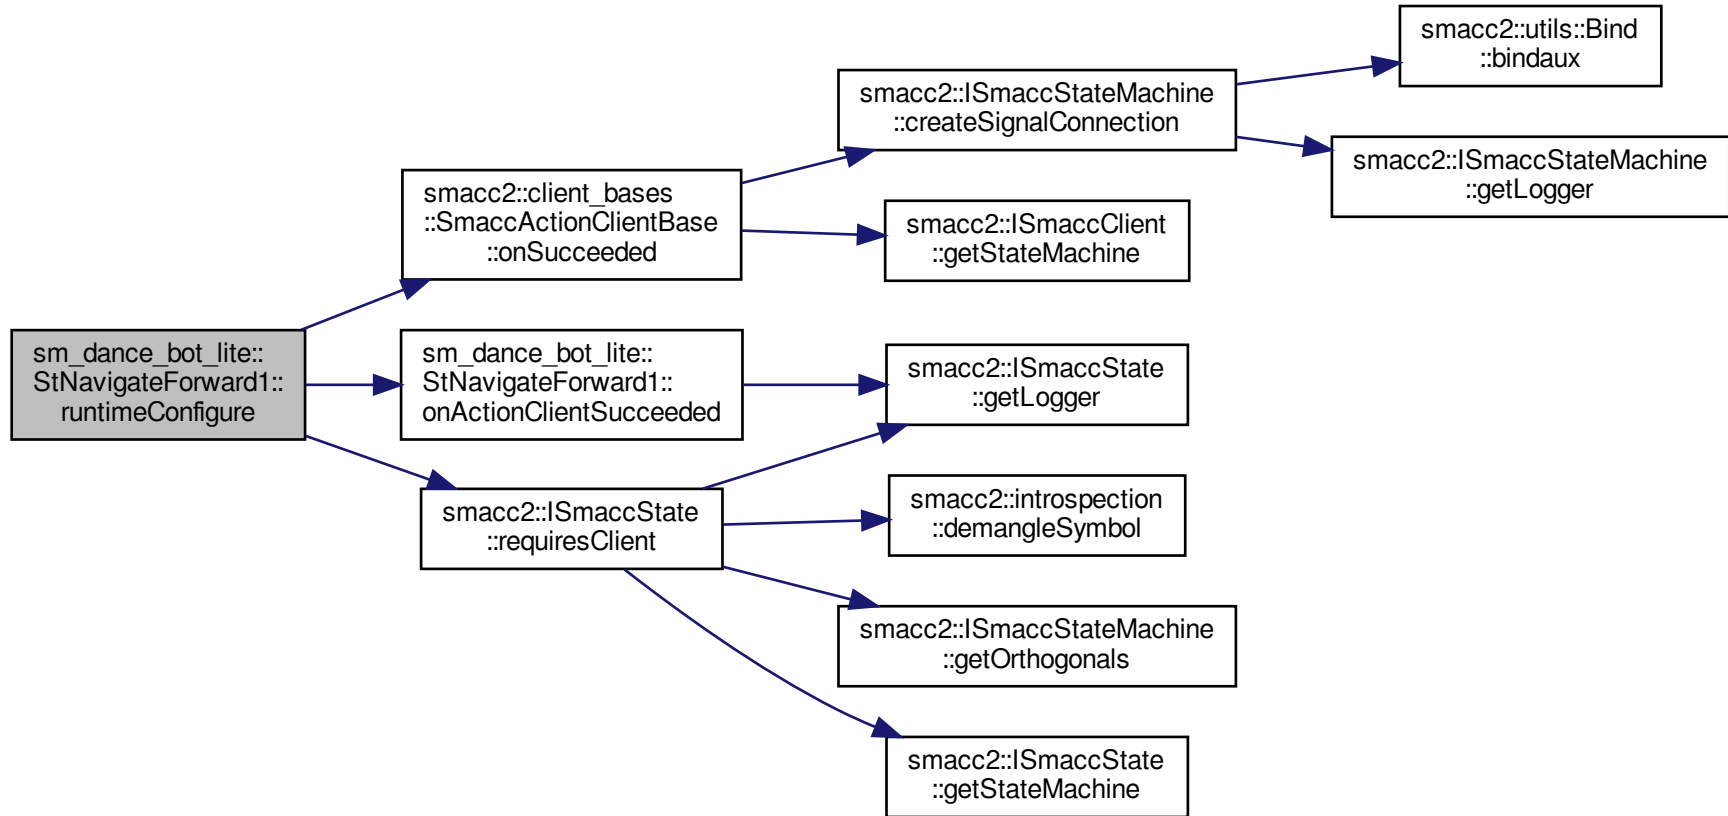 smacc2::utils::Bind
::bindaux
smacc2::ISmaccStateMachine
::createSignalConnection
smacc2::ISmaccStateMachine
::getLogger
smacc2::client_bases
::SmaccActionClientBase
::onSucceeded
smacc2::ISmaccClient
::getStateMachine
sm_dance_bot_lite::
StNavigateForward1::
runtimeConfigure
sm_dance_bot_lite::
StNavigateForward1::
onActionClientSucceeded
smacc2::ISmaccState
::getLogger
smacc2::ISmaccState
::requiresClient
smacc2::introspection
::demangleSymbol
smacc2::ISmaccStateMachine
::getOrthogonals
smacc2::ISmaccState
::getStateMachine